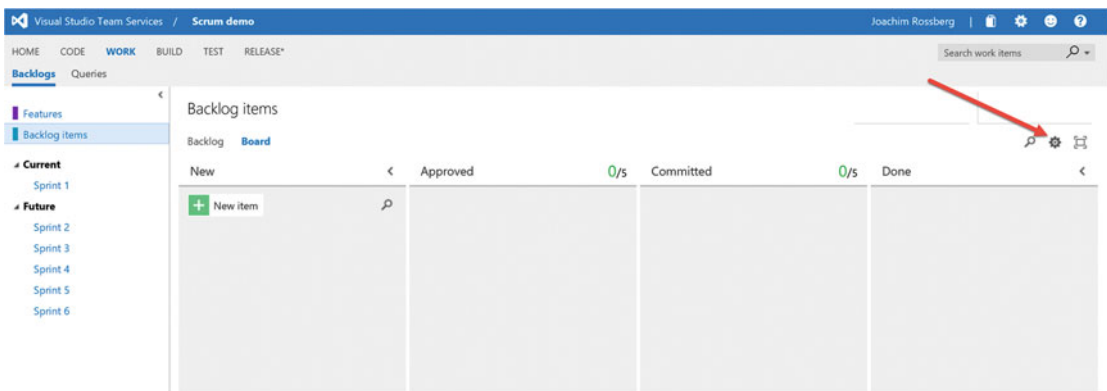 Visual Studio Team Services / Scrum demo
Joachim Rossberg |
HOME CODE WORK BUILD TEST RELEASE*
Search work items
Backlogs Queries
Features
Backlog items
Current
Sprint 1
Future
Sprint 2
Sprint 3
Sprint 4
Sprint 5
Sprint 6
Backlog items
Backlog Board
New < Approved 0/5 Committed 0/5 Done <
+ New item